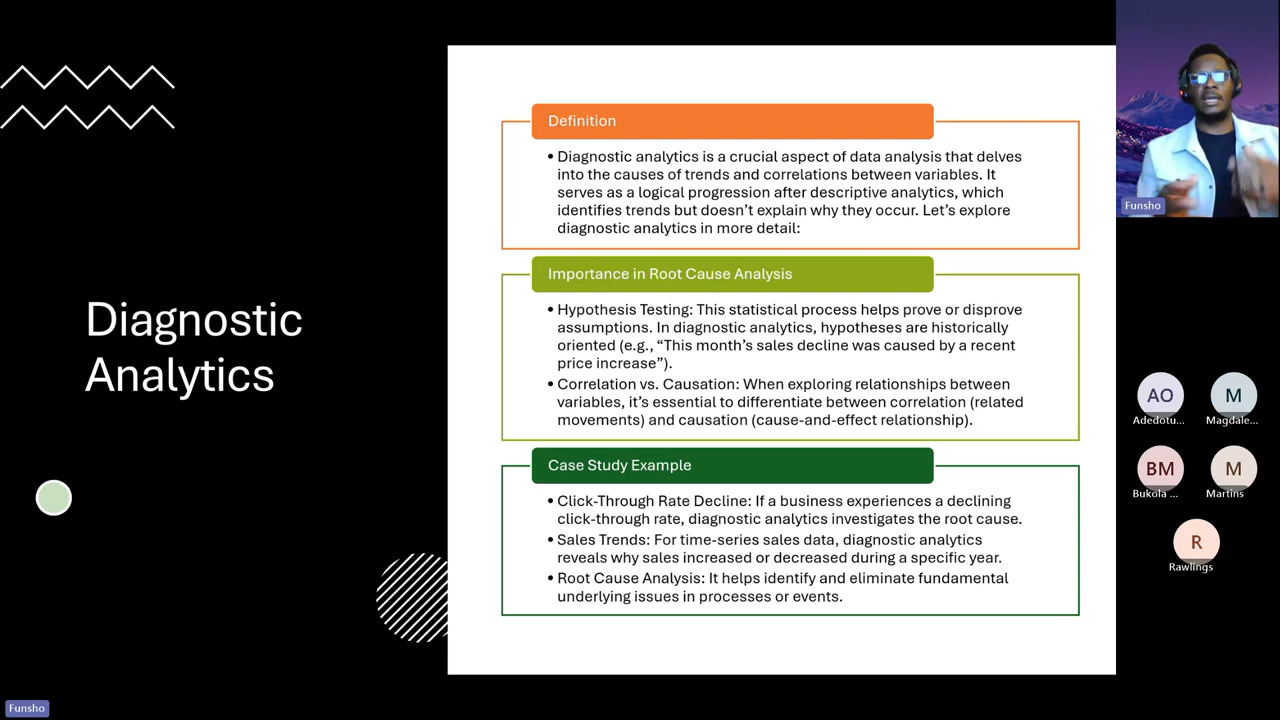 Diagnostic
Analytics
Definition
• Diagnostic analytics is a crucial aspect of data analysis that delves
into the causes of trends and correlations between variables. It
serves as a logical progression after descriptive analytics, which
identifies trends but doesn’t explain why they occur. Let’s explore
diagnostic analytics in more detail:
Importance in Root Cause Analysis
• Hypothesis Testing: This statistical process helps prove or disprove
assumptions. In diagnostic analytics, hypotheses are historically
oriented (e.g., “This month’s sales decline was caused by a recent
price increase”).
• Correlation vs. Causation: When exploring relationships between
variables, it’s essential to differentiate between correlation (related
movements) and causation (cause-and-effect relationship).
Case Study Example
• Click-Through Rate Decline: If a business experiences a declining
click-through rate, diagnostic analytics investigates the root cause.
• Sales Trends: For time-series sales data, diagnostic analytics
reveals why sales increased or decreased during a specific year.
• Root Cause Analysis: It helps identify and eliminate fundamental
underlying issues in processes or events.
Funsho
AO
Adedotu...
M
Magdale...
BM
Bukola ...
M
Martins
R
Rawlings
Funsho